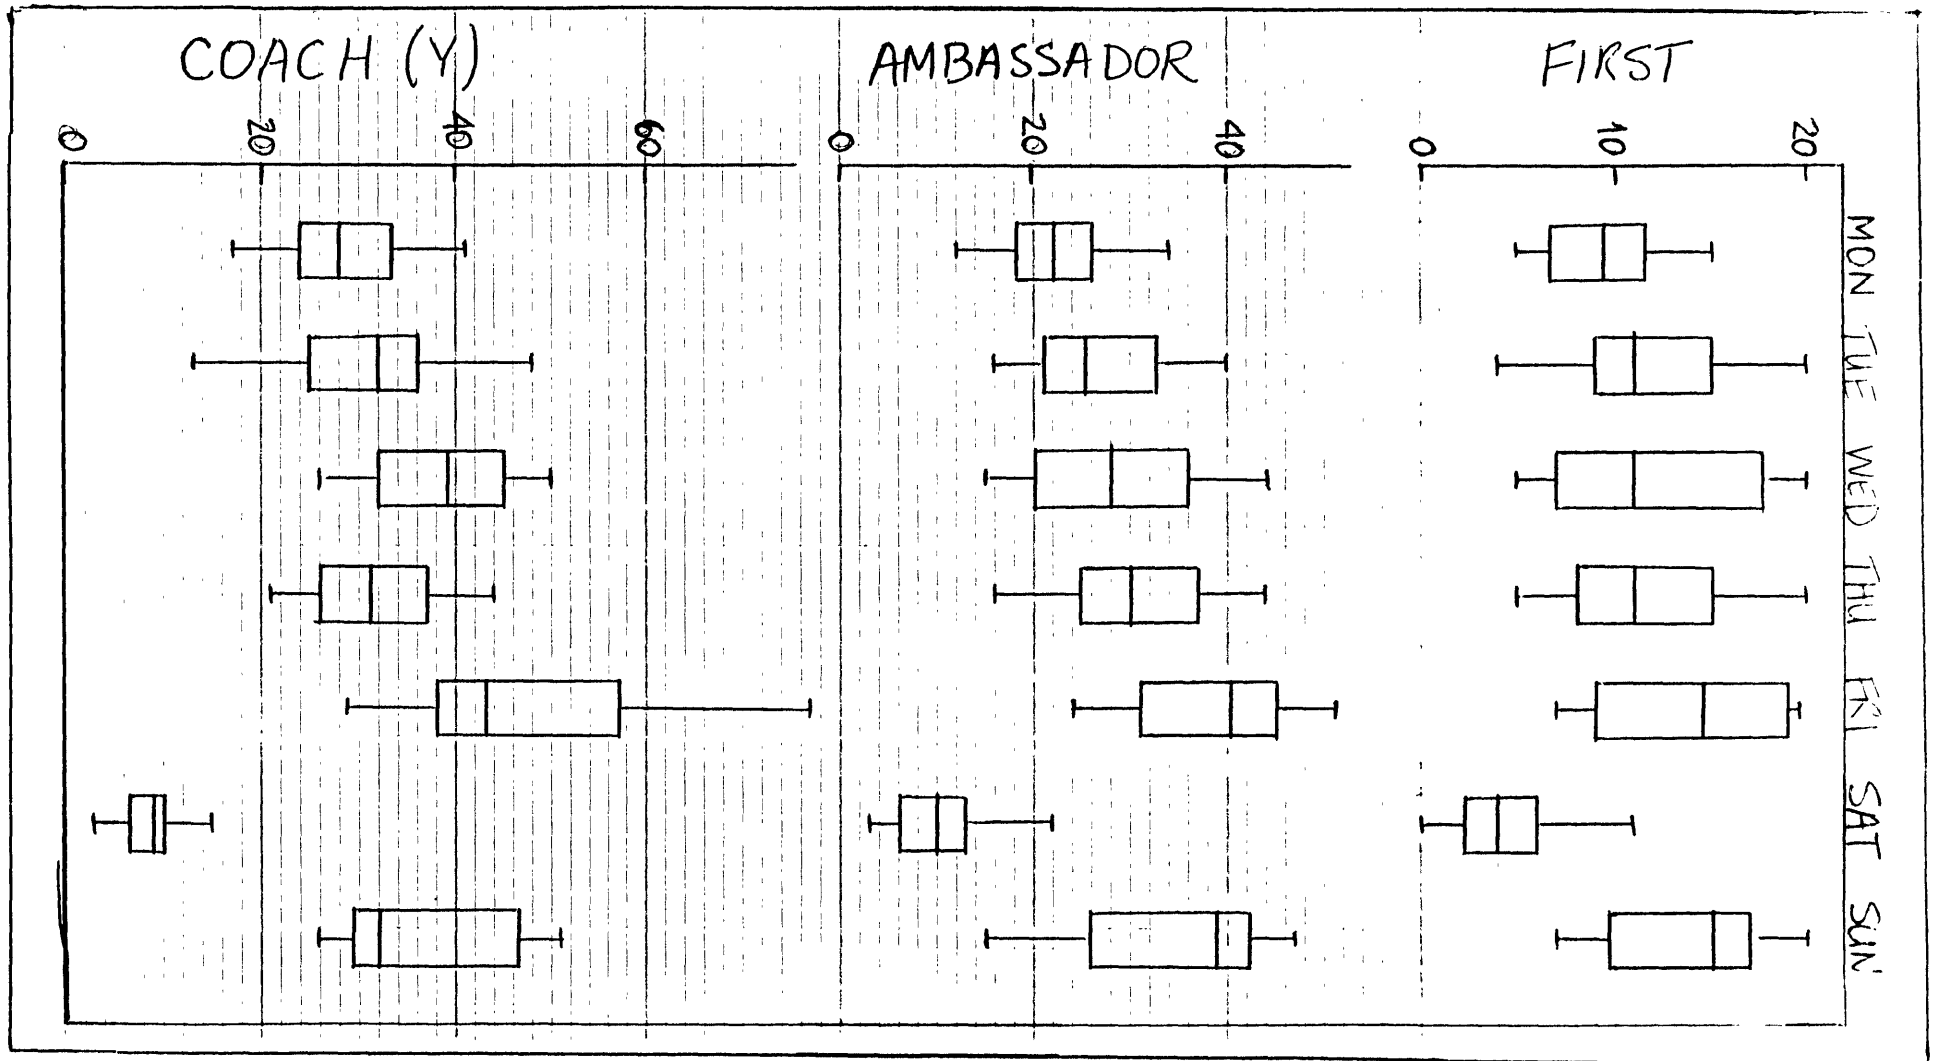 COACH (Y) AMBASSADOR FIRST
0 20 40 60 0 20 40 0 10 20
MON
TUE
WED
THU
FRI
SAT
SUN